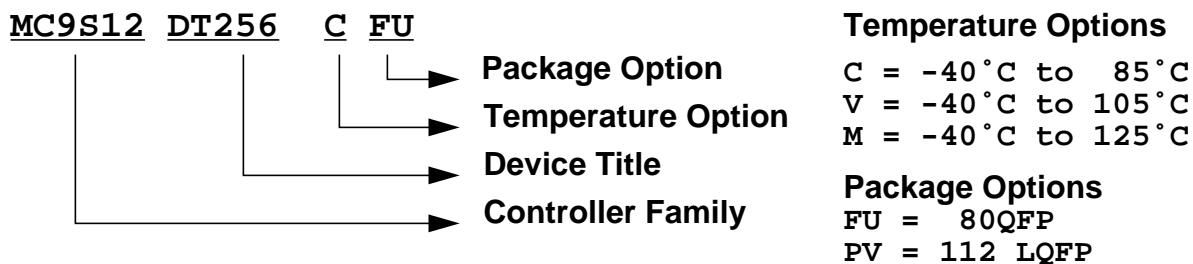 MC9S12 DT256 C FU
Package Option
Temperature Option
Device Title
Controller Family
Temperature Options
C = -40˚C to 85˚C
V = -40˚C to 105˚C
M = -40˚C to 125˚C
Package Options
FU = 80QFP
PV = 112 LQFP